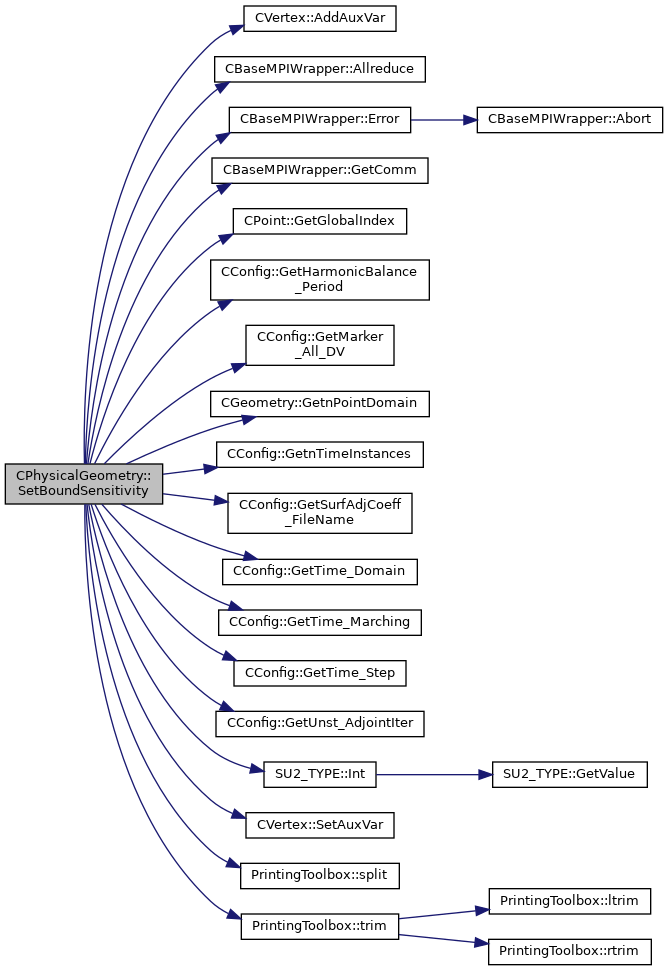 CVertex::AddAuxVar
CBaseMPIWrapper::Allreduce
CBaseMPIWrapper::Error
CBaseMPIWrapper::Abort
CBaseMPIWrapper::GetComm
CPoint::GetGlobalIndex
CConfig::GetHarmonicBalance
_Period
CConfig::GetMarker
_All_DV
CGeometry::GetnPointDomain
CConfig::GetnTimeInstances
CPhysicalGeometry::
SetBoundSensitivity
CConfig::GetSurfAdjCoeff
_FileName
CConfig::GetTime_Domain
CConfig::GetTime_Marching
CConfig::GetTime_Step
CConfig::GetUnst_AdjointIter
SU2_TYPE::Int
SU2_TYPE::GetValue
CVertex::SetAuxVar
PrintingToolbox::split
PrintingToolbox::trim
PrintingToolbox::ltrim
PrintingToolbox::rtrim